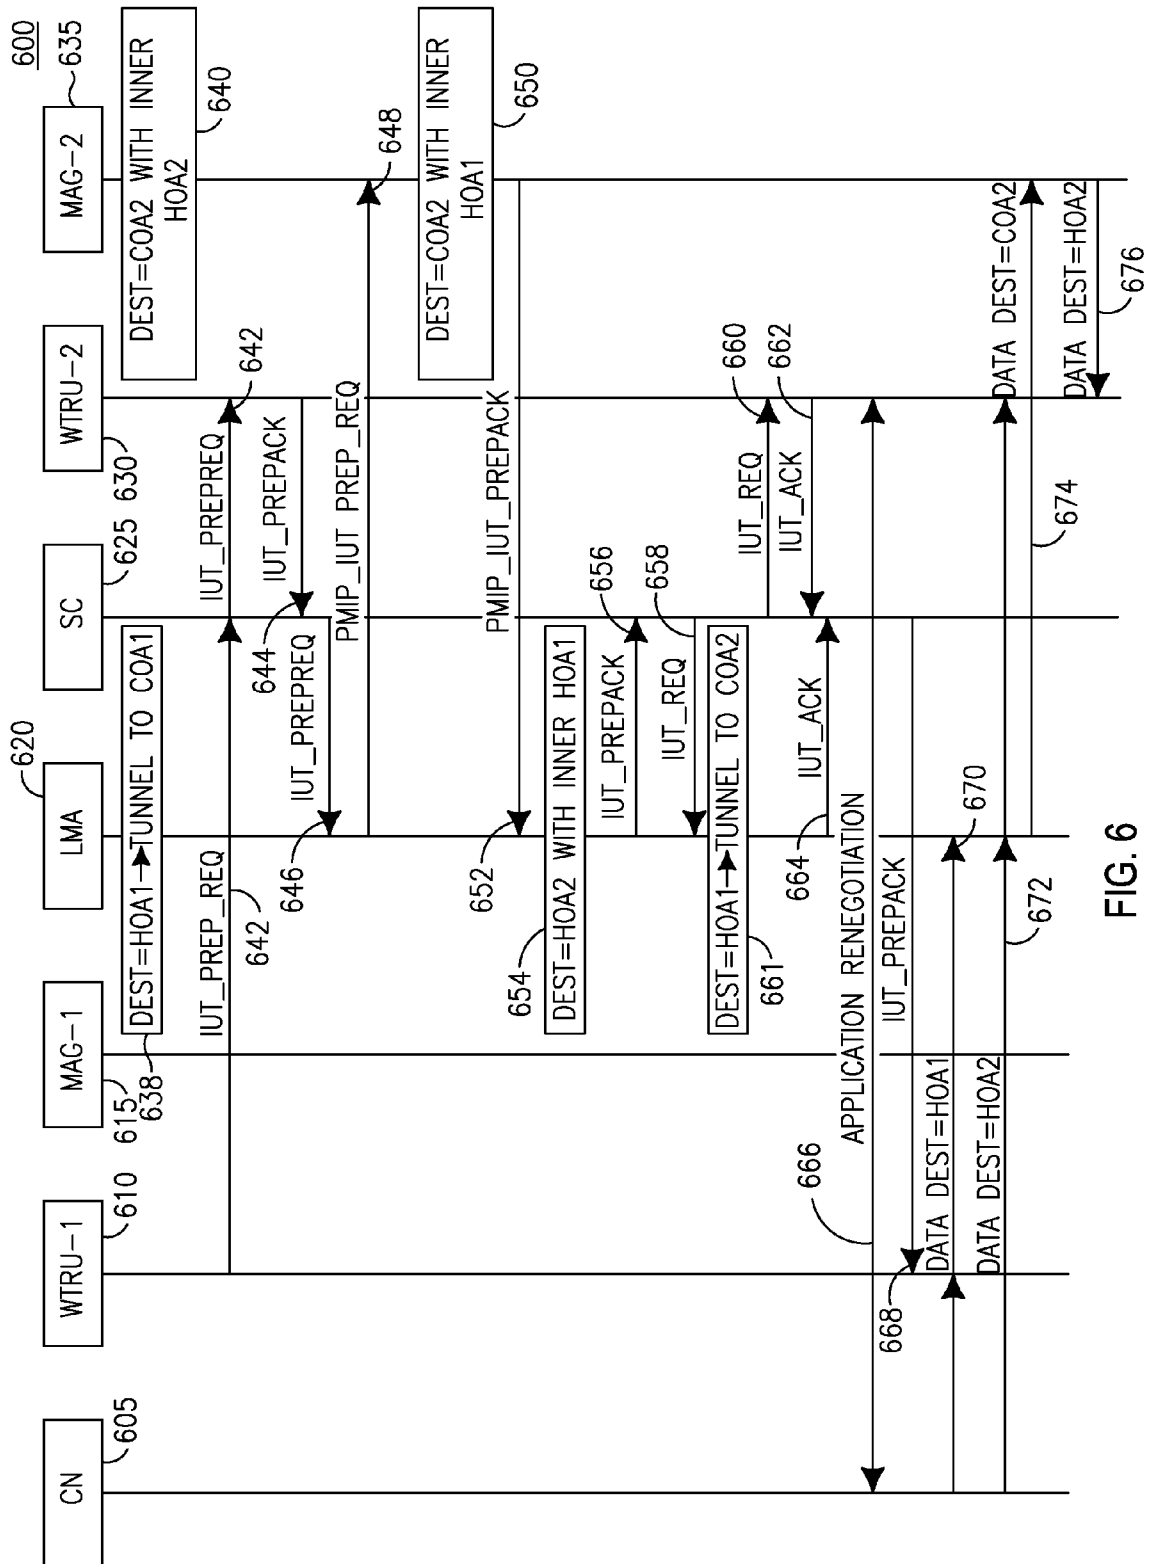 600
CN
605
WTRU-1
610
MAG-1
615
LMA
620
SC
625
WTRU-2
630
MAG-2
635
DEST=HOA1→TUNNEL TO COA1
638
DEST=COA2 WITH INNER
HOA2
640
IUT_PREP_REQ
642
IUT_PREPREQ
642
IUT_PREPACK
644
IUT_PREPREQ
646
PMIP_IUT PREP_REQ
648
DEST=COA2 WITH INNER
HOA1
650
PMIP_IUT_PREPACK
652
DEST=HOA2 WITH INNER HOA1
654
IUT_PREPACK
656
IUT_REQ
658
IUT_REQ
660
DEST=HOA1→TUNNEL TO COA2
661
IUT_ACK
662
IUT_ACK
664
APPLICATION RENEGOTIATION
666
IUT_PREPACK
668
DATA DEST=HOA1
670
DATA DEST=HOA2
672
DATA DEST=COA2
674
DATA DEST=HOA2
676
FIG. 6